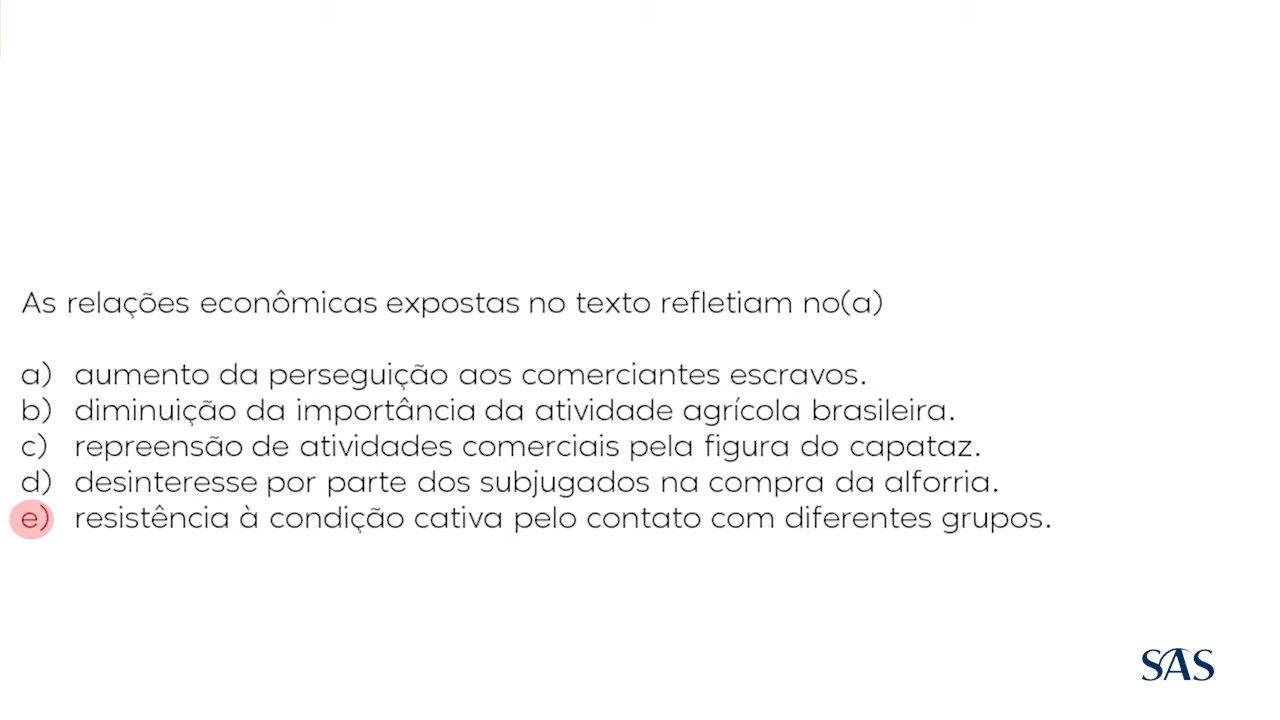 As relações econômicas expostas no texto refletiam no(a)
a) aumento da perseguição aos comerciantes escravos.
b) diminuição da importância da atividade agrícola brasileira.
c) repreensão de atividades comerciais pela figura do capataz.
d) desinteresse por parte dos subjugados na compra da alforria.
e) resistência à condição cativa pelo contato com diferentes grupos.
SAS